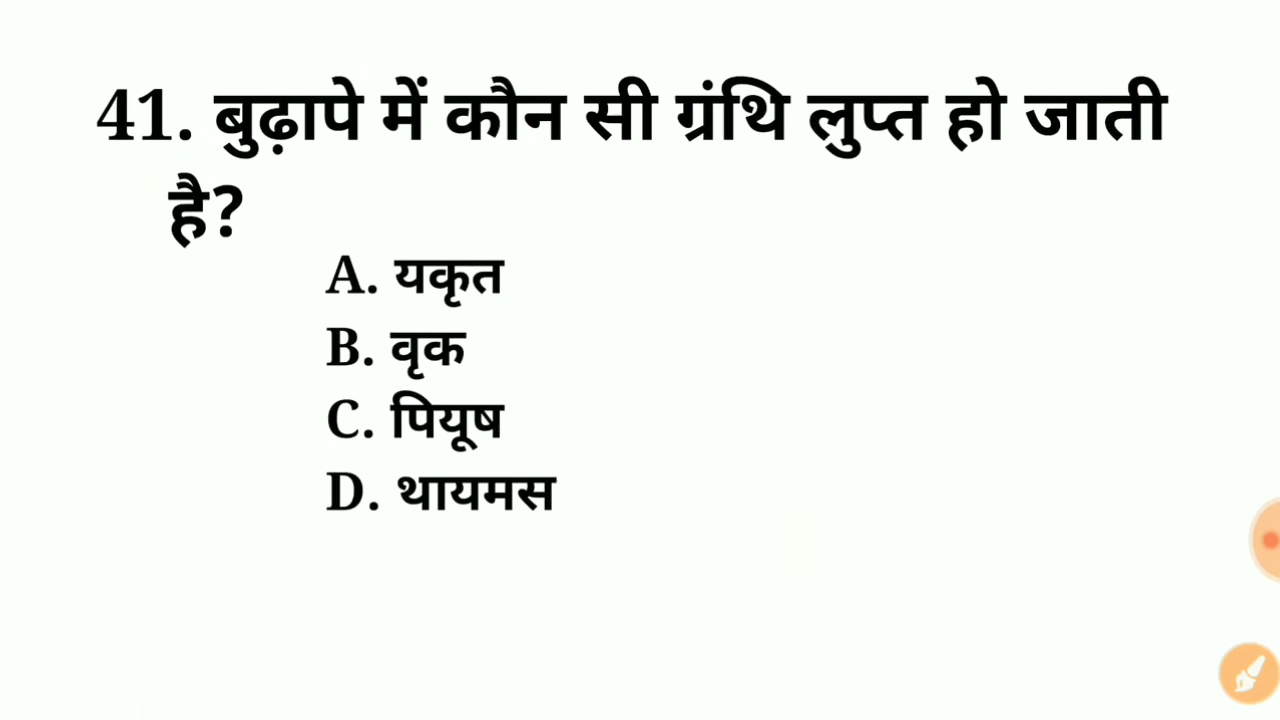 41. बुढ़ापे में कौन सी ग्रंथि लुप्त हो जाती
है?
A. यकृत
B. वृक
C. पियूष
D. थायमस